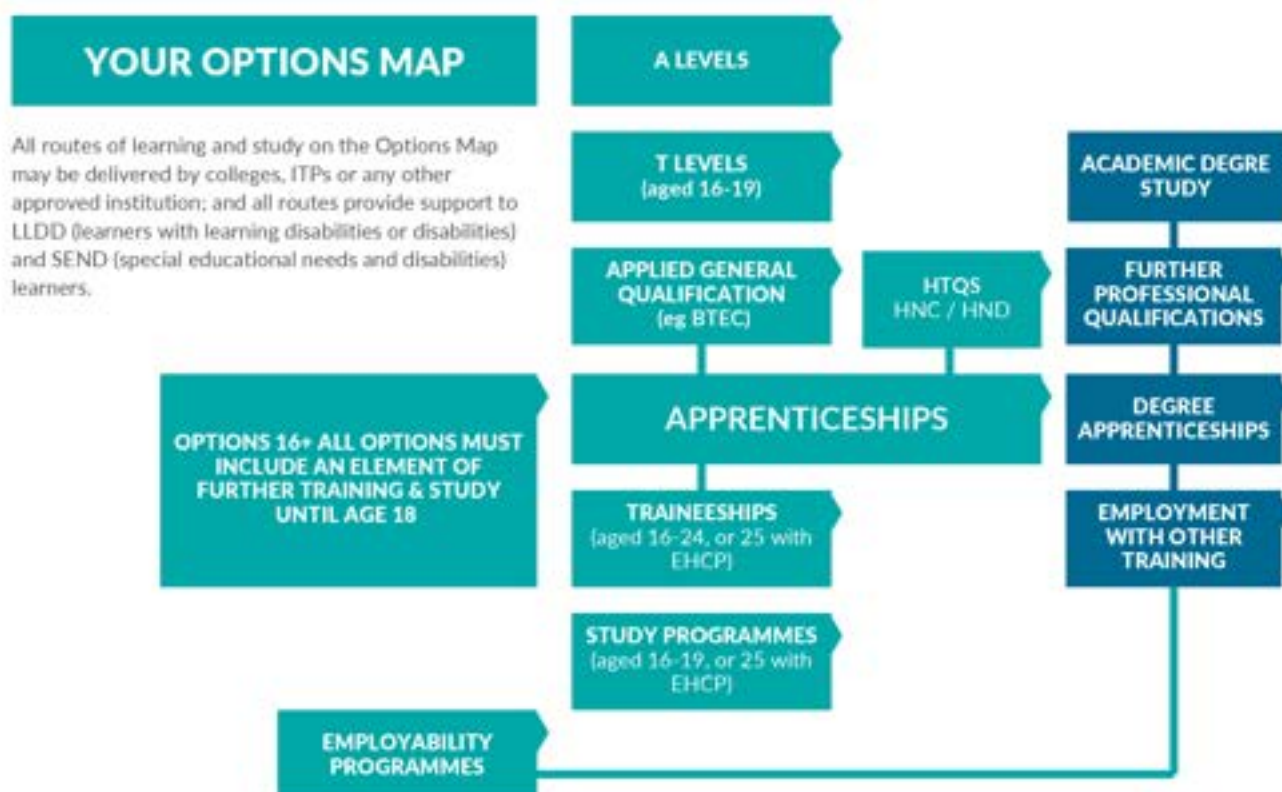 YOUR OPTIONS MAP
All routes of learning and study on the Options Map
may be delivered by colleges, ITPs or any other
approved institution; and all routes provide support to
LLDD (learners with learning disabilities or disabilities)
and SEND (special educational needs and disabilities)
learners.
A LEVELS
T LEVELS
(aged 16-19)
APPLIED GENERAL
QUALIFICATION
(eg BTEC)
HTQS
HNC / HND
ACADEMIC DEGRE
STUDY
FURTHER
PROFESSIONAL
QUALIFICATIONS
OPTIONS 16+ ALL OPTIONS MUST
INCLUDE AN ELEMENT OF
FURTHER TRAINING & STUDY
UNTIL AGE 18
APPRENTICESHIPS
DEGREE
APPRENTICESHIPS
TRAINEESHIPS
(aged 16-24, or 25 with
EHCP)
EMPLOYMENT
WITH OTHER
TRAINING
STUDY PROGRAMMES
(aged 16-19, or 25 with
EHCP)
EMPLOYABILITY
PROGRAMMES